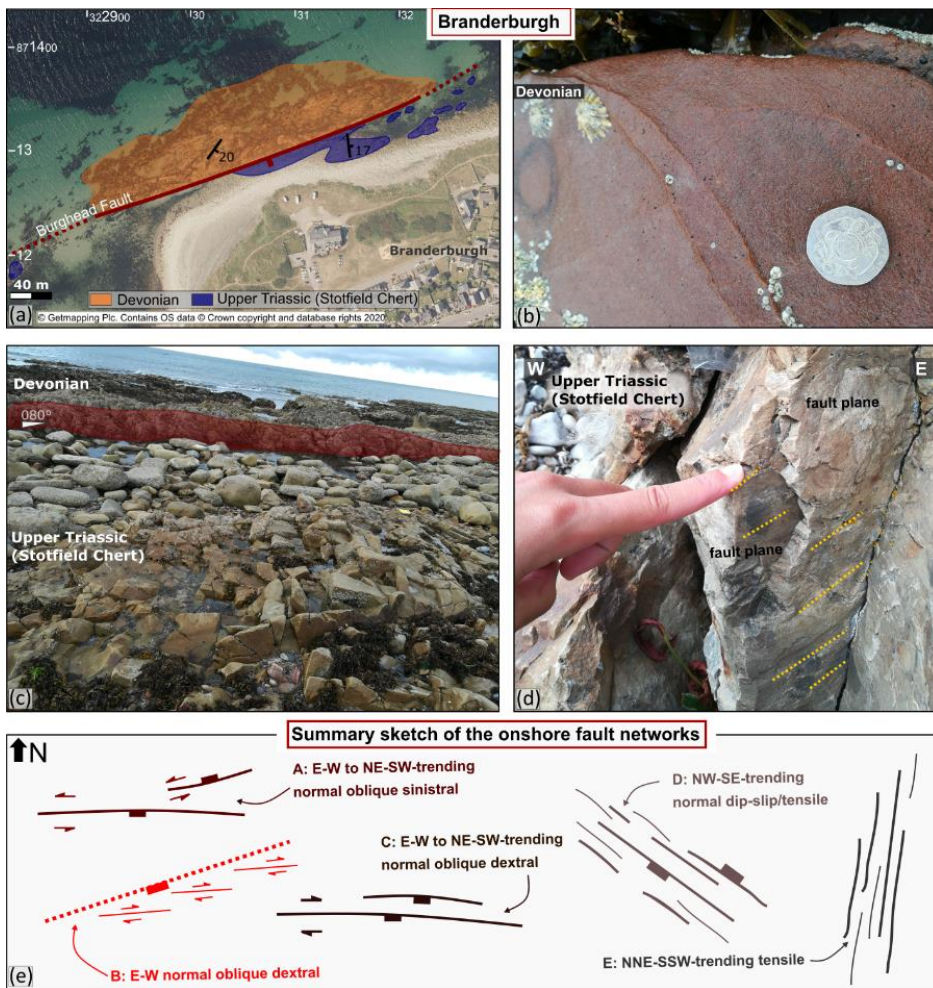 Branderburgh
3229⁰⁰
30
31
32
8714⁰⁰
13
12
20
17
Burghead Fault
Branderburgh
40 m
Devonian
Upper Triassic (Stotfield Chert)
(a)
© Getmapping Plc. Contains OS data © Crown copyright and database rights 2020
Devonian
(b)
Devonian
080°
Upper Triassic
(Stotfield Chert)
(c)
W
E
Upper Triassic
(Stotfield Chert)
fault plane
fault plane
(d)
Summary sketch of the onshore fault networks
N
A: E-W to NE-SW-trending
normal oblique sinistral
D: NW-SE-trending
normal dip-slip/tensile
C: E-W to NE-SW-trending
normal oblique dextral
B: E-W normal oblique dextral
E: NNE-SSW-trending tensile
(e)